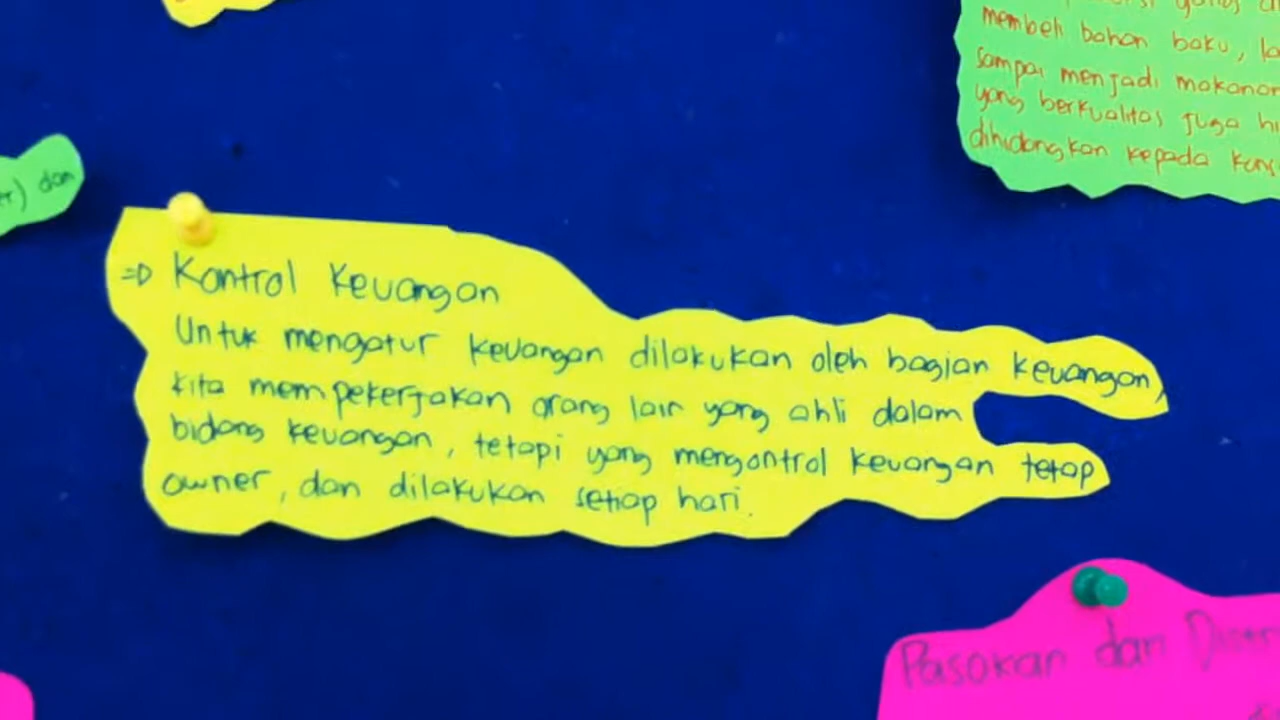 membeli bahan baku,
sampai menjadi makanan
yang berkualitas juga
dihidangkan kepada
dan
⇒ Kontrol Keuangan
Untuk mengatur keuangan dilakukan oleh bagian keuangan,
kita mempekerjakan orang lain yang ahli dalam
bidang keuangan, tetapi yang mengontrol keuangan tetap
owner, dan dilakukan setiap hari.
Pasokan dan